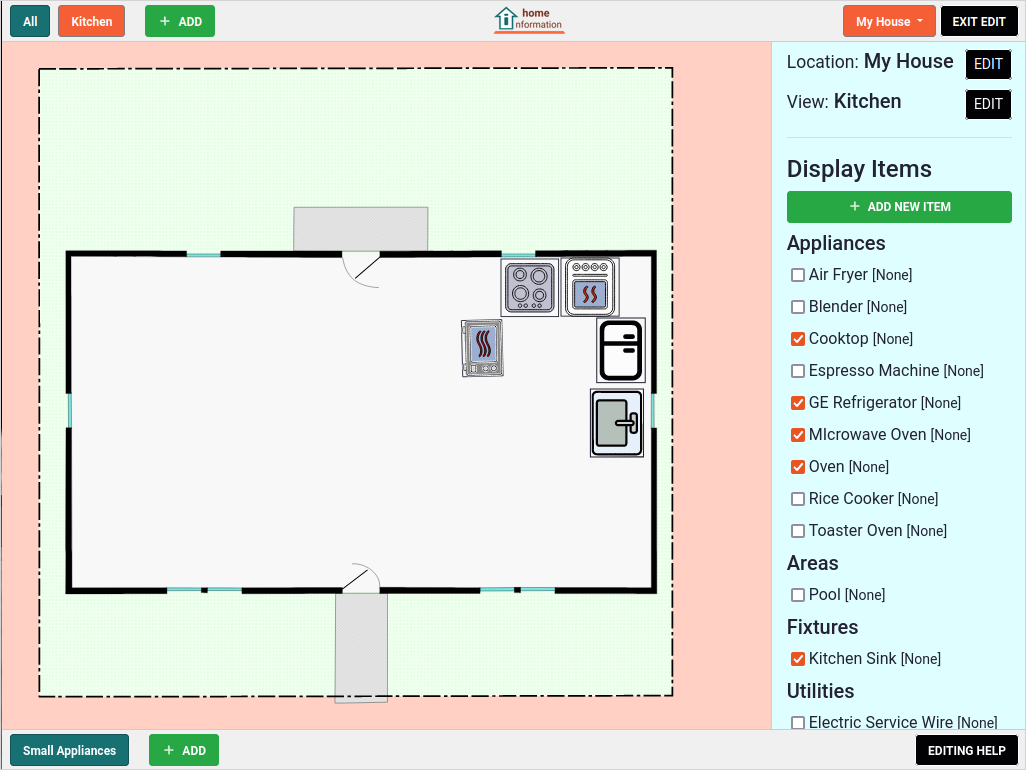 All
Kitchen
+ ADD
home
information
My House
EXIT EDIT
Location: My House
EDIT
View: Kitchen
EDIT
Display Items
+ ADD NEW ITEM
Appliances
Air Fryer [None]
Blender [None]
Cooktop [None]
Espresso Machine [None]
GE Refrigerator [None]
MIcrowave Oven [None]
Oven [None]
Rice Cooker [None]
Toaster Oven [None]
Areas
Pool [None]
Fixtures
Kitchen Sink [None]
Utilities
Electric Service Wire [None]
Small Appliances
+ ADD
EDITING HELP